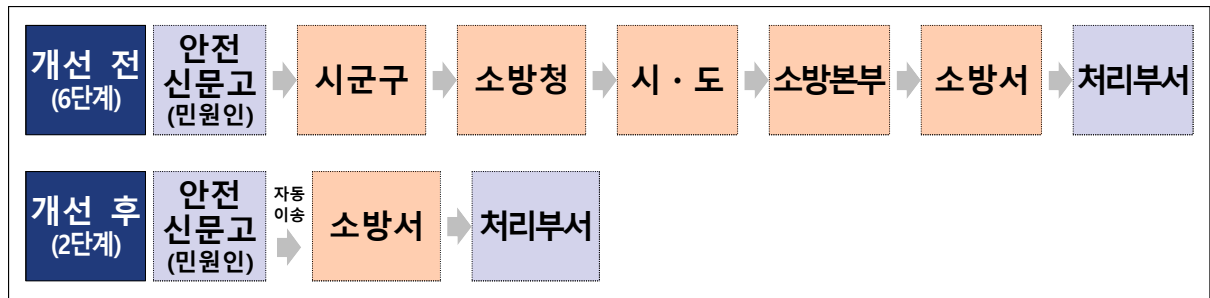 개선 전
(6단계)
안전
신문고
(민원인)
시군구
소방청
시 · 도
소방본부
소방서
처리부서
개선 후
(2단계)
안전
신문고
(민원인)
자동
이송
소방서
처리부서